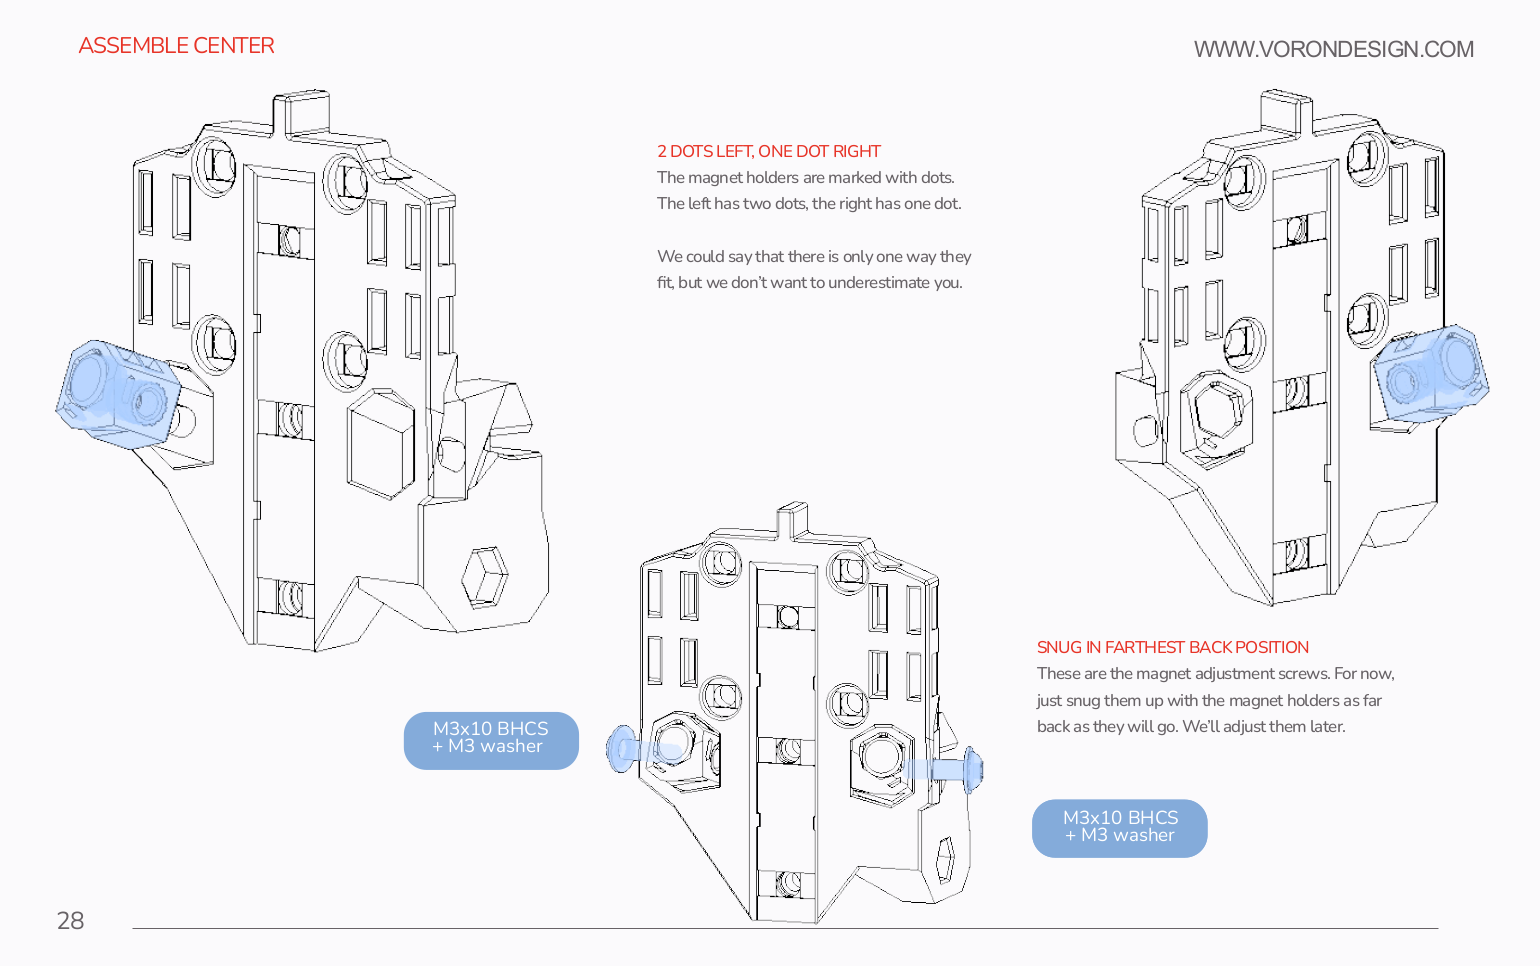 ASSEMBLE CENTER
WWW.VORONDESIGN.COM
2 DOTS LEFT, ONE DOT RIGHT
The magnet holders are marked with dots.
The left has two dots, the right has one dot.
We could say that there is only one way they
fit, but we don't want to underestimate you.
SNUG IN FARTHEST BACK POSITION
These are the magnet adjustment screws. For now,
just snug them up with the magnet holders as far
back as they will go. We'll adjust them later.
M3x10 BHCS
+ M3 washer
M3x10 BHCS
+ M3 washer
28